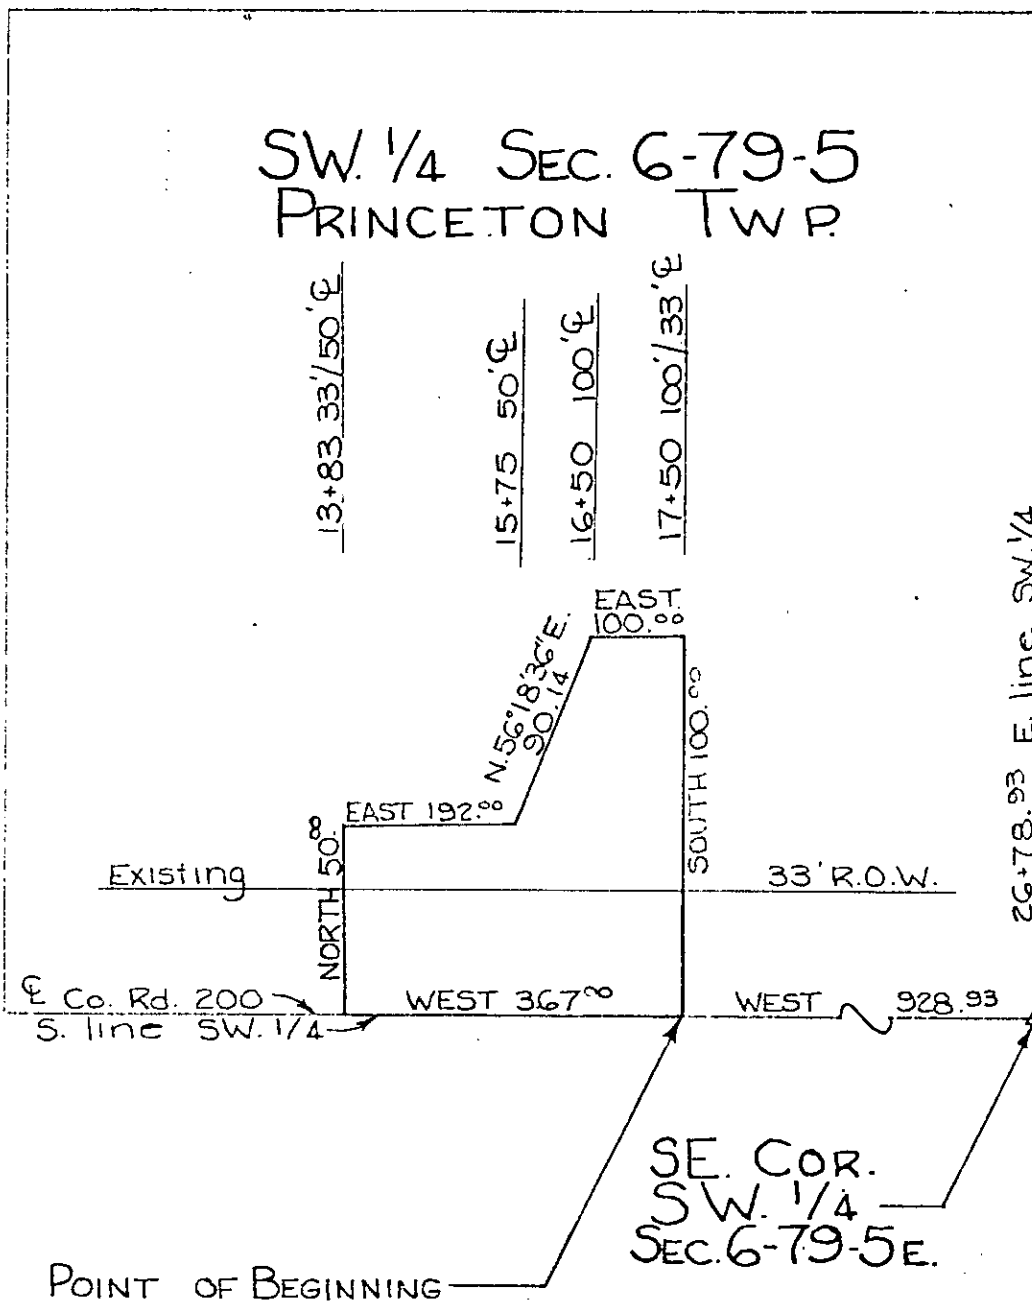 SW. 1/4 SEC. 6-79-5
PRINCETON TWP.
13+83 33'/50' ℄
15+75 50' ℄
16+50 100' ℄
17+50 100'/33' ℄
EAST.
100.00
N.56°18'36"E.
90.14
SOUTH 100.00
EAST 192.00
NORTH 50.00
Existing
33' R.O.W.
26+78.93 E. line SW. 1/4
℄ Co. Rd. 200
S. line SW. 1/4
WEST 367.00
WEST 928.93
SE. COR.
SW. 1/4
SEC. 6-79-5E.
POINT OF BEGINNING